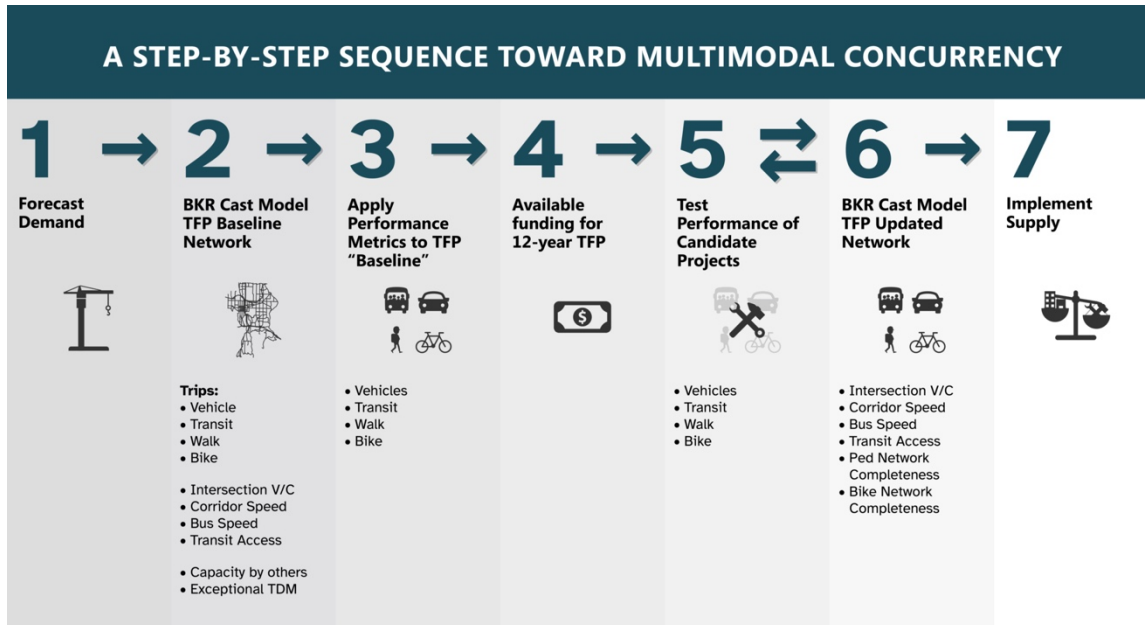 A STEP-BY-STEP SEQUENCE TOWARD MULTIMODAL CONCURRENCY
1
Forecast
Demand
2
BKR Cast Model
TFP Baseline
Network
Trips:
• Vehicle
• Transit
• Walk
• Bike
• Intersection V/C
• Corridor Speed
• Bus Speed
• Transit Access
• Capacity by others
• Exceptional TDM
3
Apply
Performance
Metrics to TFP
“Baseline”
• Vehicles
• Transit
• Walk
• Bike
4
Available
funding for
12-year TFP
$
5
Test
Performance of
Candidate
Projects
• Vehicles
• Transit
• Walk
• Bike
6
BKR Cast Model
TFP Updated
Network
• Intersection V/C
• Corridor Speed
• Bus Speed
• Transit Access
• Ped Network
Completeness
• Bike Network
Completeness
7
Implement
Supply